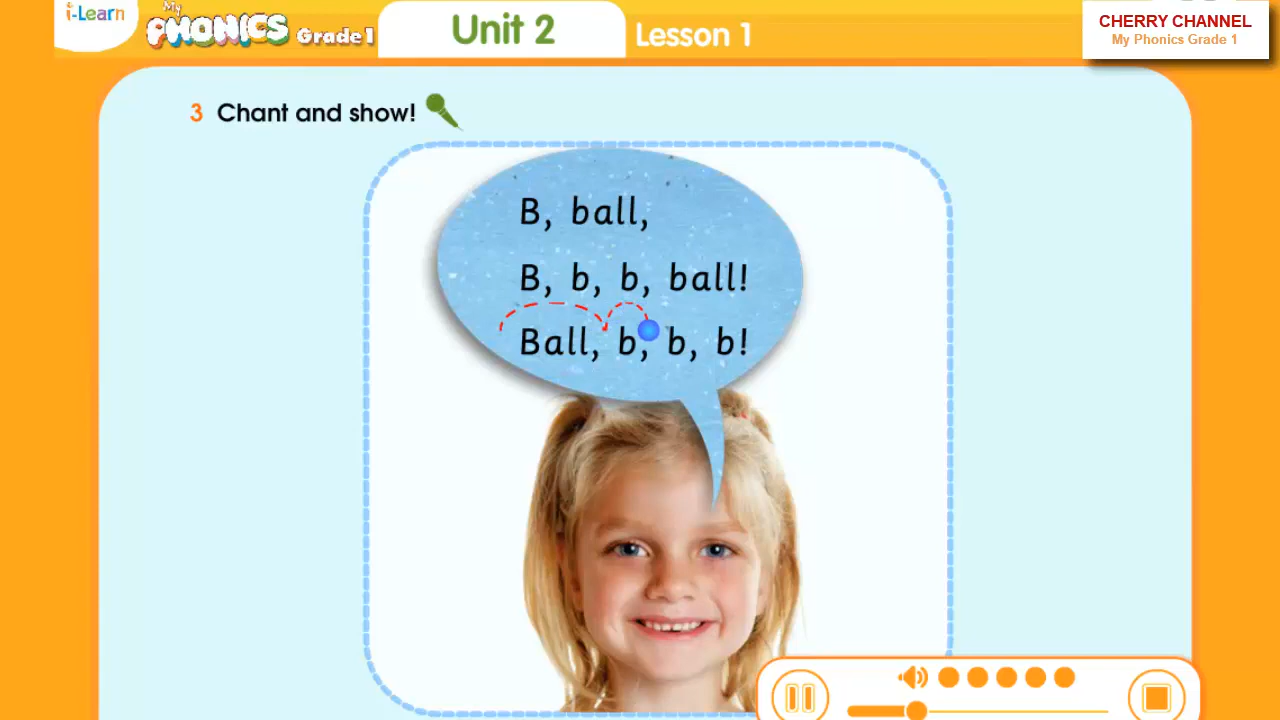 i-Learn
My
PHONICS Grade 1
Unit 2
Lesson 1
CHERRY CHANNEL
My Phonics Grade 1
3 Chant and show!
B, ball,
B, b, b, ball!
Ball, b, b, b!